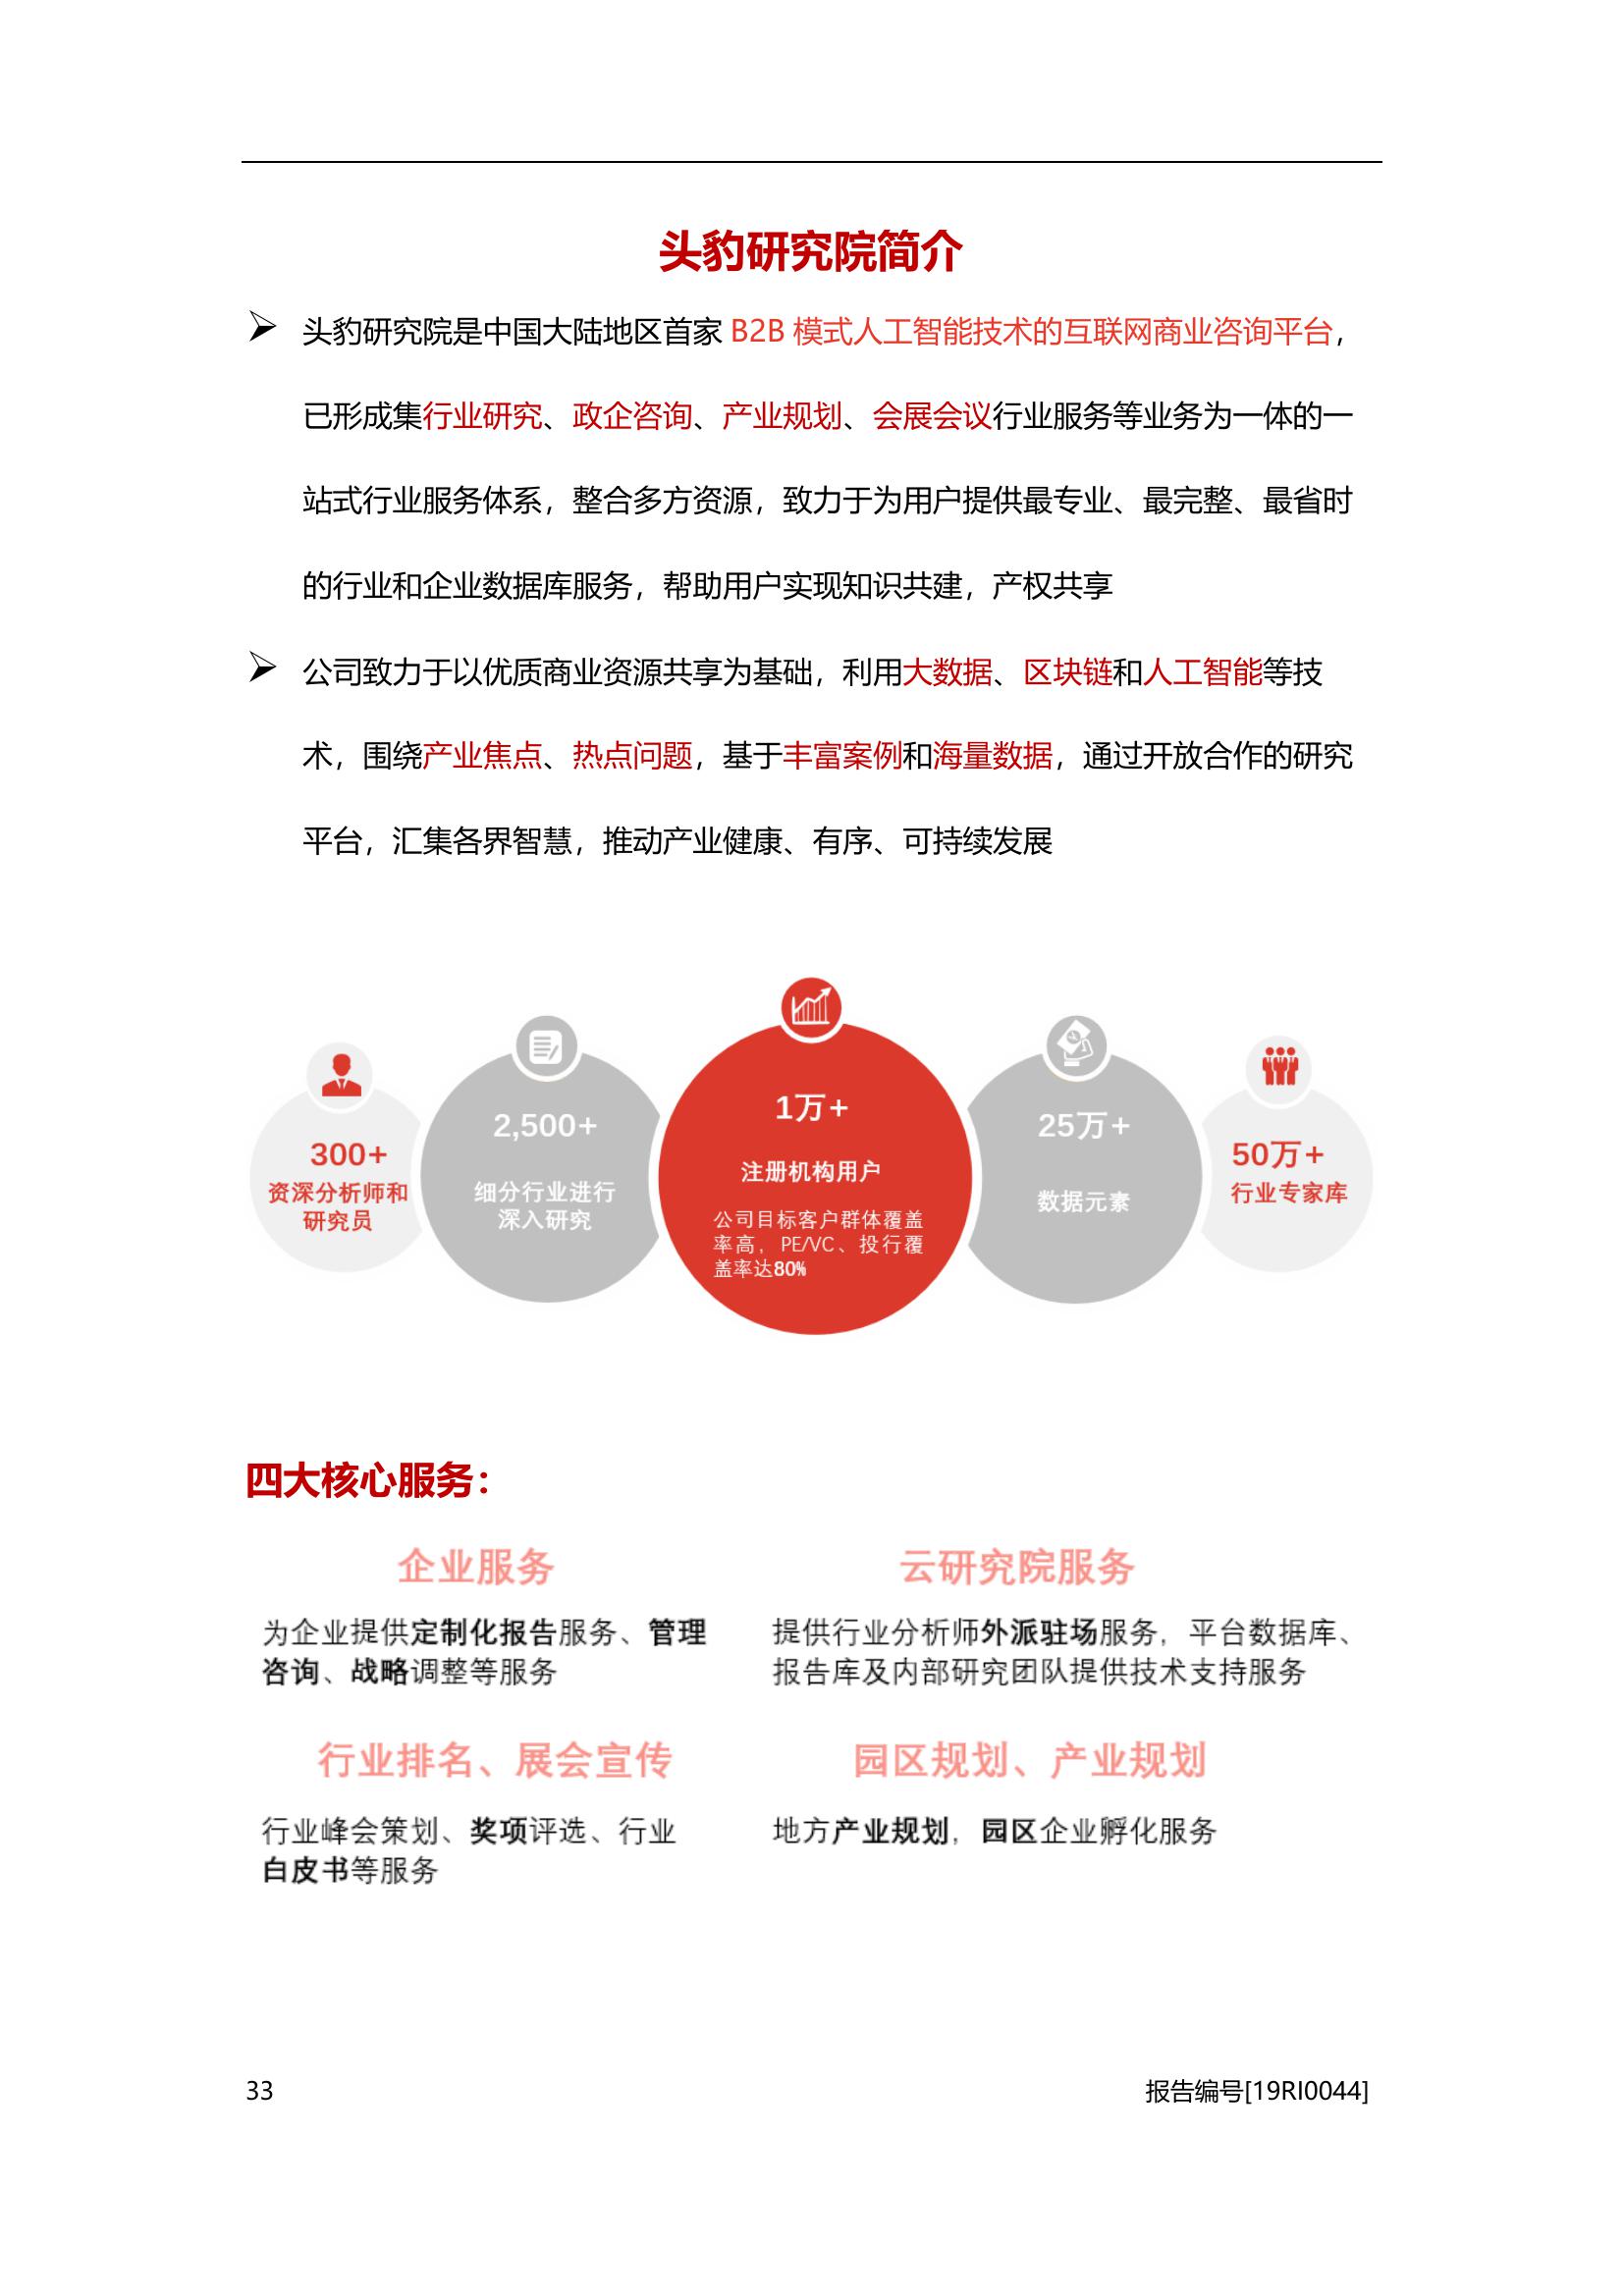 头豹研究院简介
头豹研究院是中国大陆地区首家 B2B 模式人工智能技术的互联网商业咨询平台，
已形成集行业研究、政企咨询、产业规划、会展会议行业服务等业务为一体的一
站式行业服务体系，整合多方资源，致力于为用户提供最专业、最完整、最省时
的行业和企业数据库服务，帮助用户实现知识共建，产权共享
公司致力于以优质商业资源共享为基础，利用大数据、区块链和人工智能等技
术，围绕产业焦点、热点问题，基于丰富案例和海量数据，通过开放合作的研究
平台，汇集各界智慧，推动产业健康、有序、可持续发展
300+
资深分析师和
研究员
2,500+
细分行业进行
深入研究
1万+
注册机构用户
公司目标客户群体覆盖
率高，PE/VC、投行覆
盖率达80%
25万+
数据元素
50万+
行业专家库
四大核心服务：
企业服务
为企业提供定制化报告服务、管理
咨询、战略调整等服务
云研究院服务
提供行业分析师外派驻场服务，平台数据库、
报告库及内部研究团队提供技术支持服务
行业排名、展会宣传
行业峰会策划、奖项评选、行业
白皮书等服务
园区规划、产业规划
地方产业规划，园区企业孵化服务
33
报告编号[19RI0044]